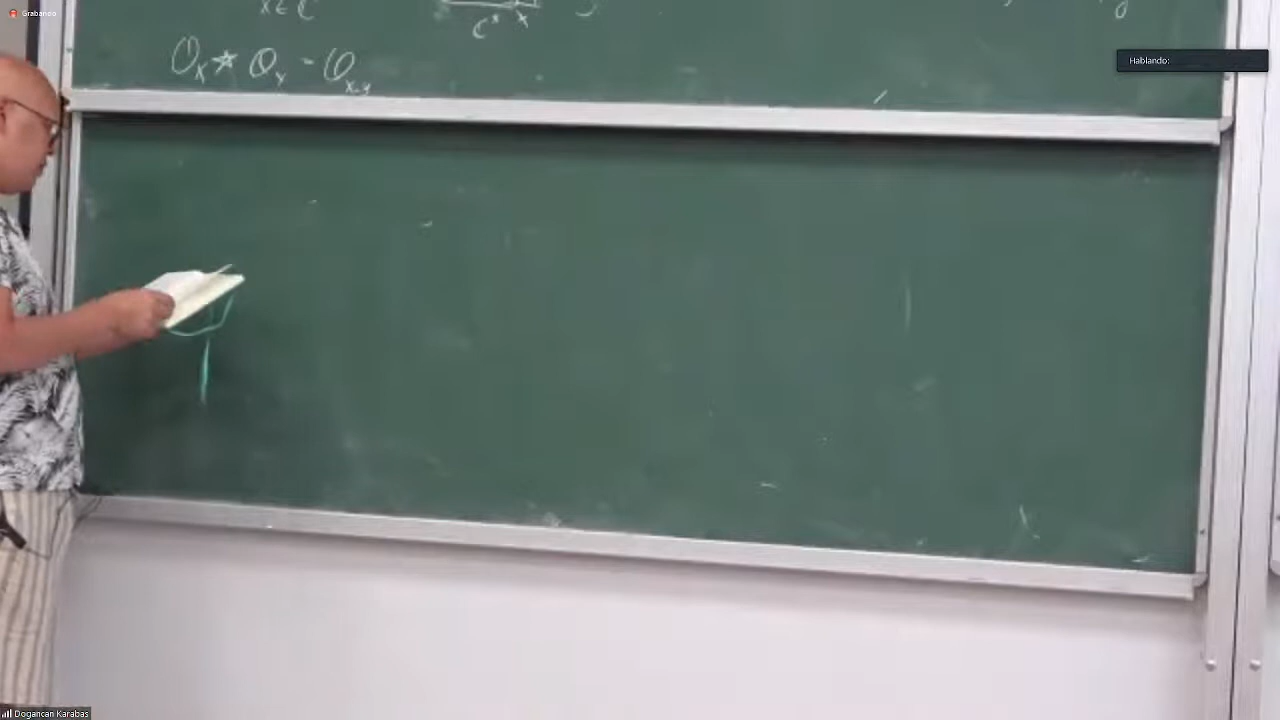 Grabando
x ∈ C
C* x
Hablando:
O_x ⋆ O_y = O_{x·y}
Dogancan Karabas